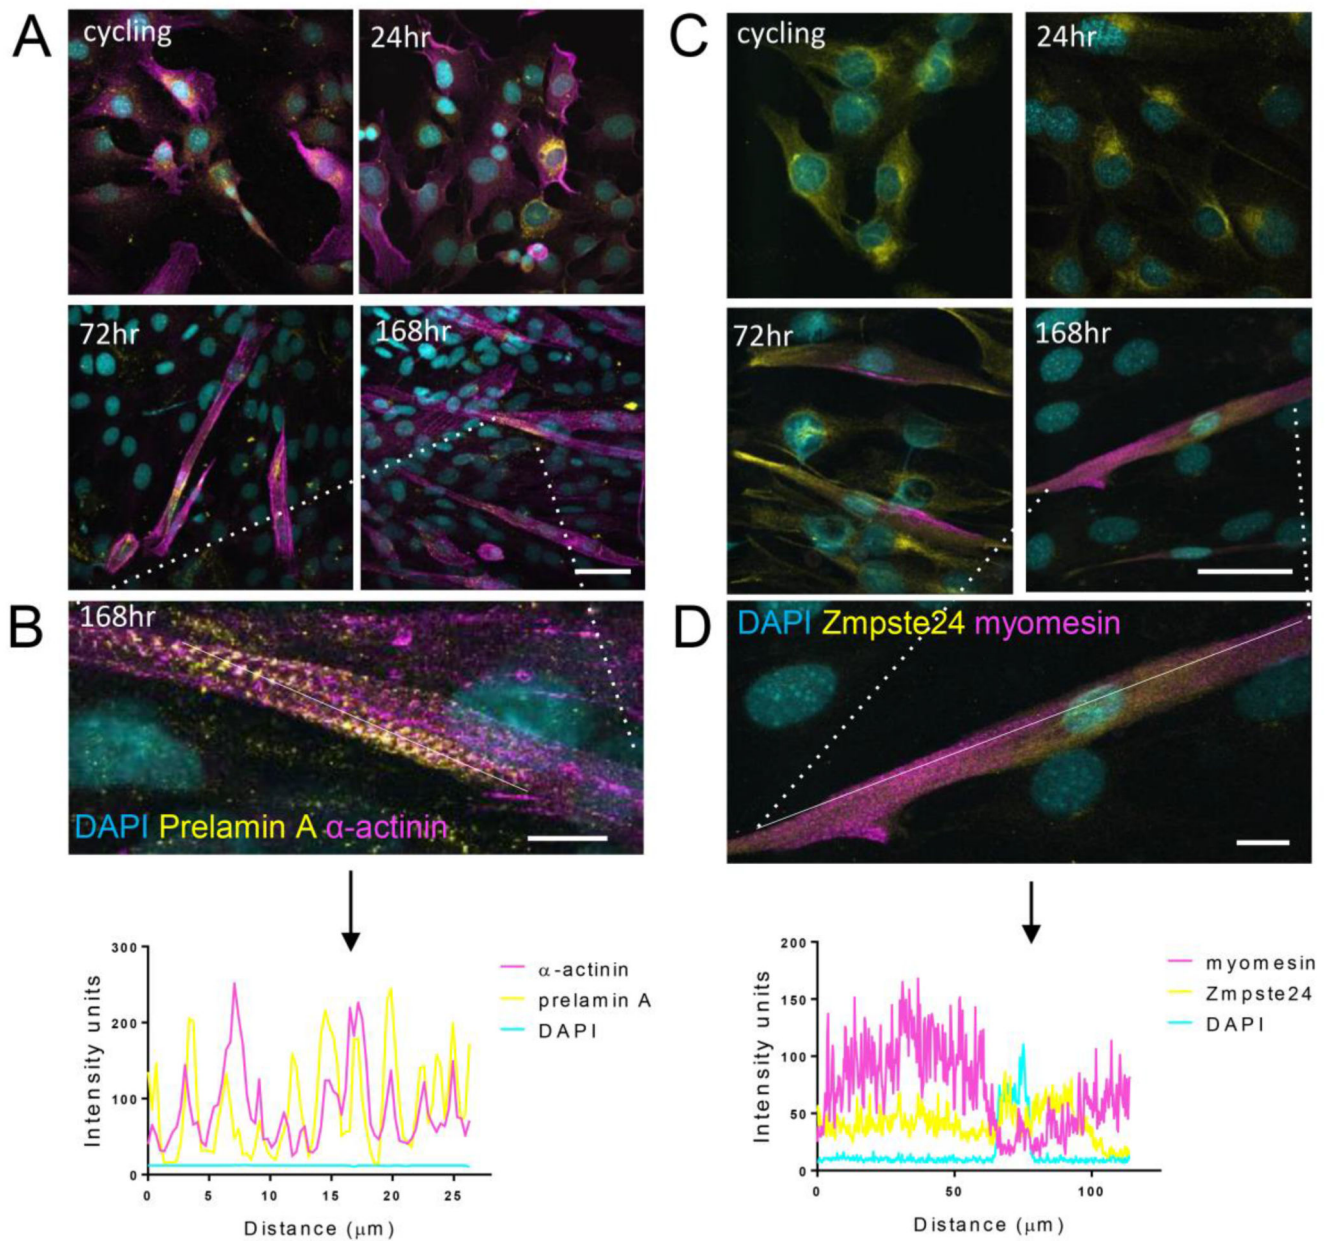 A
cycling
24hr
72hr
168hr
B
168hr
DAPI Prelamin A α-actinin
300
200
100
0
0 5 10 15 20 25
Intensity units
Distance (μm)
α-actinin
prelamin A
DAPI
C
cycling
24hr
72hr
168hr
D
DAPI Zmpste24 myomesin
200
150
100
50
0
0 50 100
Intensity units
Distance (μm)
myomesin
Zmpste24
DAPI